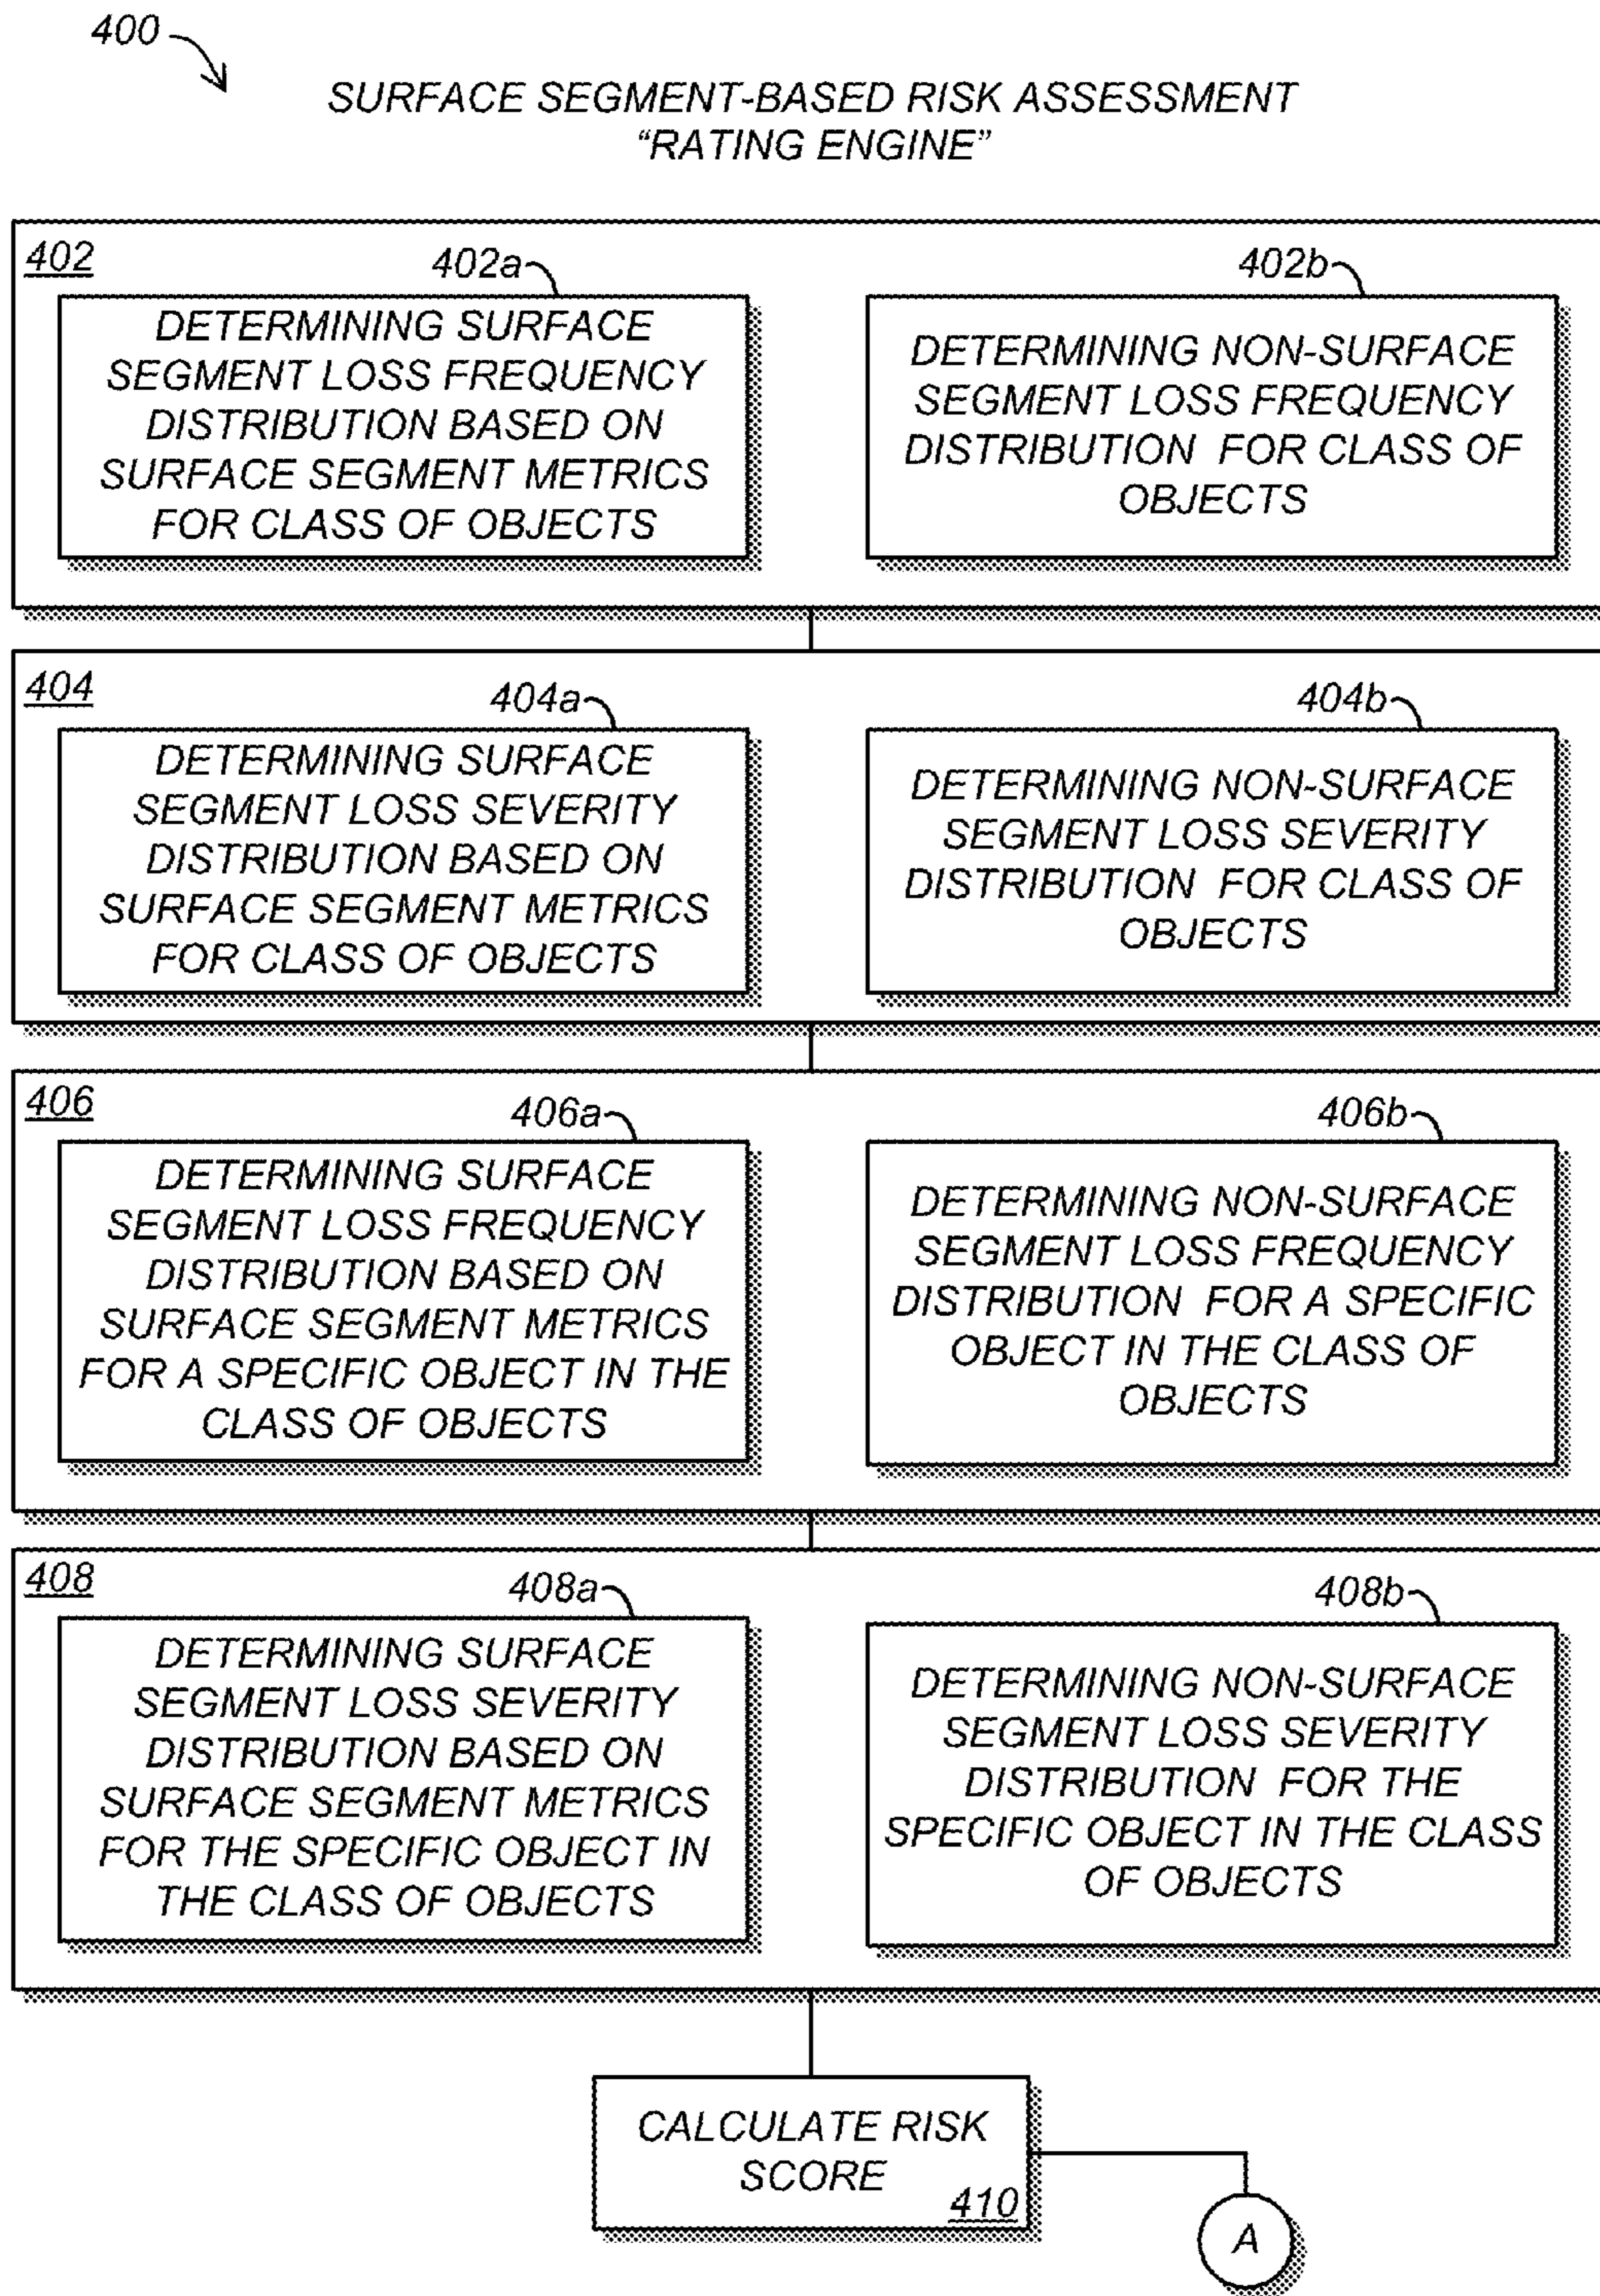 400
SURFACE SEGMENT-BASED RISK ASSESSMENT
“RATING ENGINE”
402
402a
DETERMINING SURFACE
SEGMENT LOSS FREQUENCY
DISTRIBUTION BASED ON
SURFACE SEGMENT METRICS
FOR CLASS OF OBJECTS
402b
DETERMINING NON-SURFACE
SEGMENT LOSS FREQUENCY
DISTRIBUTION FOR CLASS OF
OBJECTS
404
404a
DETERMINING SURFACE
SEGMENT LOSS SEVERITY
DISTRIBUTION BASED ON
SURFACE SEGMENT METRICS
FOR CLASS OF OBJECTS
404b
DETERMINING NON-SURFACE
SEGMENT LOSS SEVERITY
DISTRIBUTION FOR CLASS OF
OBJECTS
406
406a
DETERMINING SURFACE
SEGMENT LOSS FREQUENCY
DISTRIBUTION BASED ON
SURFACE SEGMENT METRICS
FOR A SPECIFIC OBJECT IN THE
CLASS OF OBJECTS
406b
DETERMINING NON-SURFACE
SEGMENT LOSS FREQUENCY
DISTRIBUTION FOR A SPECIFIC
OBJECT IN THE CLASS OF
OBJECTS
408
408a
DETERMINING SURFACE
SEGMENT LOSS SEVERITY
DISTRIBUTION BASED ON
SURFACE SEGMENT METRICS
FOR THE SPECIFIC OBJECT IN
THE CLASS OF OBJECTS
408b
DETERMINING NON-SURFACE
SEGMENT LOSS SEVERITY
DISTRIBUTION FOR THE
SPECIFIC OBJECT IN THE CLASS
OF OBJECTS
CALCULATE RISK
SCORE
410
A